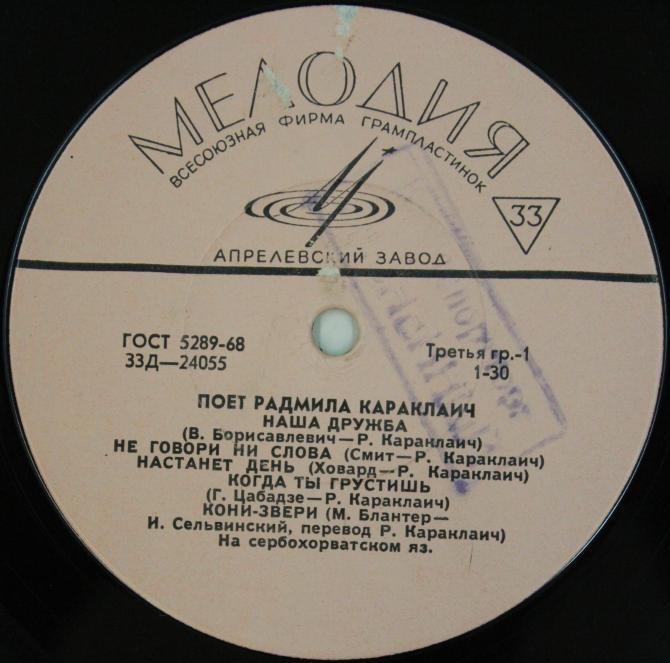 МЕЛОДИЯ
ВСЕСОЮЗНАЯ ФИРМА ГРАМПЛАСТИНОК
33
АПРЕЛЕВСКИЙ ЗАВОД
ГОСТ 5289-68
33Д—24055
Третья гр.-1
1-30
ПОЕТ РАДМИЛА КАРАКЛАИЧ
НАША ДРУЖБА
(В. Борисавлевич—Р. Караклаич)
НЕ ГОВОРИ НИ СЛОВА (Смит—Р. Караклаич)
НАСТАНЕТ ДЕНЬ (Ховард—Р. Караклаич)
КОГДА ТЫ ГРУСТИШЬ
(Г. Цабадзе—Р. Караклаич)
КОНИ-ЗВЕРИ (М. Блантер—
И. Сельвинский, перевод Р. Караклаич)
На сербохорватском яз.